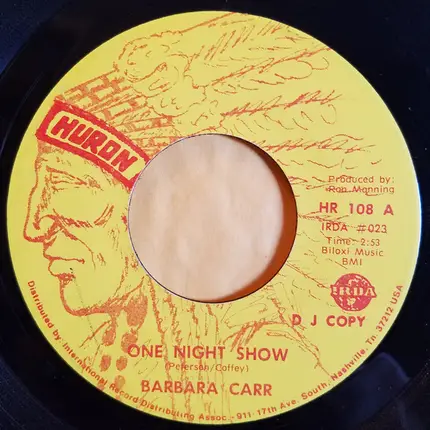 HURON
Produced by:
Ron Manning
HR 108 A
IRDA #023
Time: 2:53
Biloxi Music
BMI
IRDA
D J COPY
ONE NIGHT SHOW
(Peterson/Caffey)
BARBARA CARR
Distributed by International Record Distributing Assoc - 911-17th Ave. South, Nashville, Tn. 37212 USA